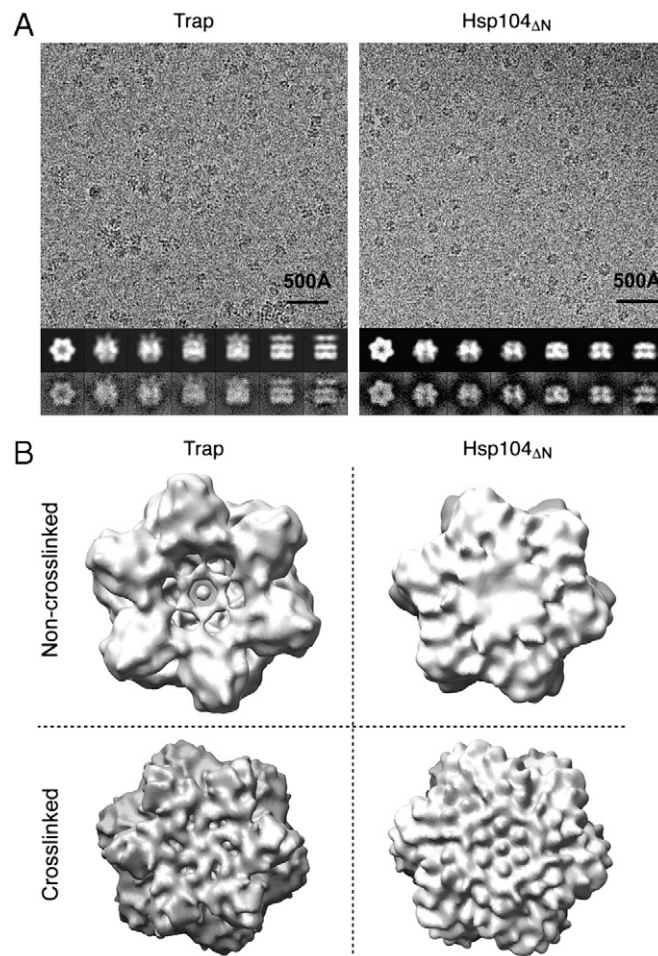 A
Trap
Hsp104ΔN
500Å
500Å
B
Trap
Hsp104ΔN
Non-crosslinked
Crosslinked